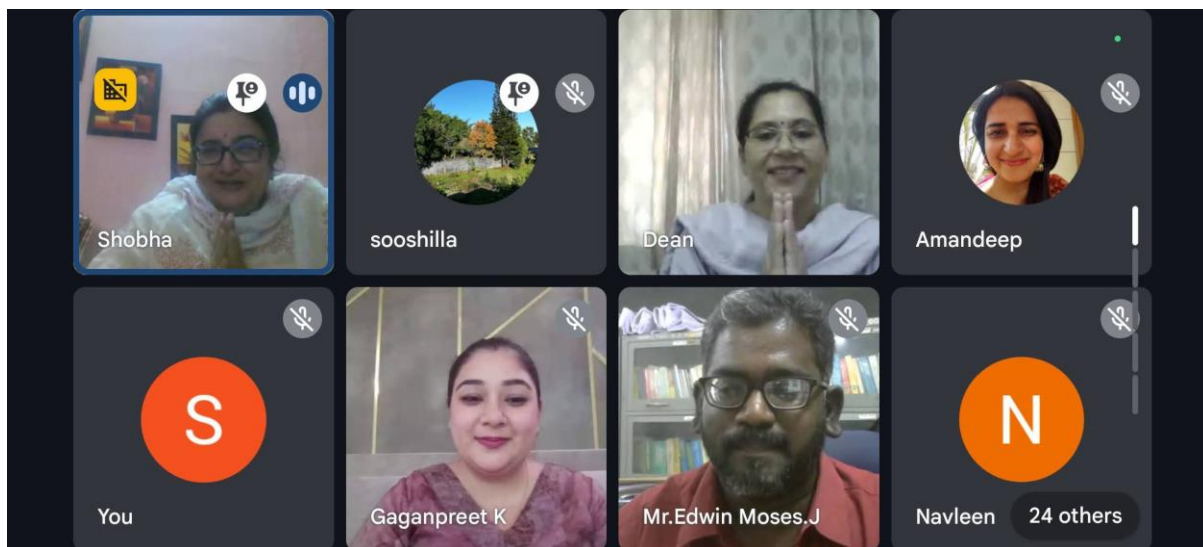 Shobha
sooshilla
Dean
Amandeep
S
N
You
Gaganpreet K
Mr.Edwin Moses.J
Navleen
24 others